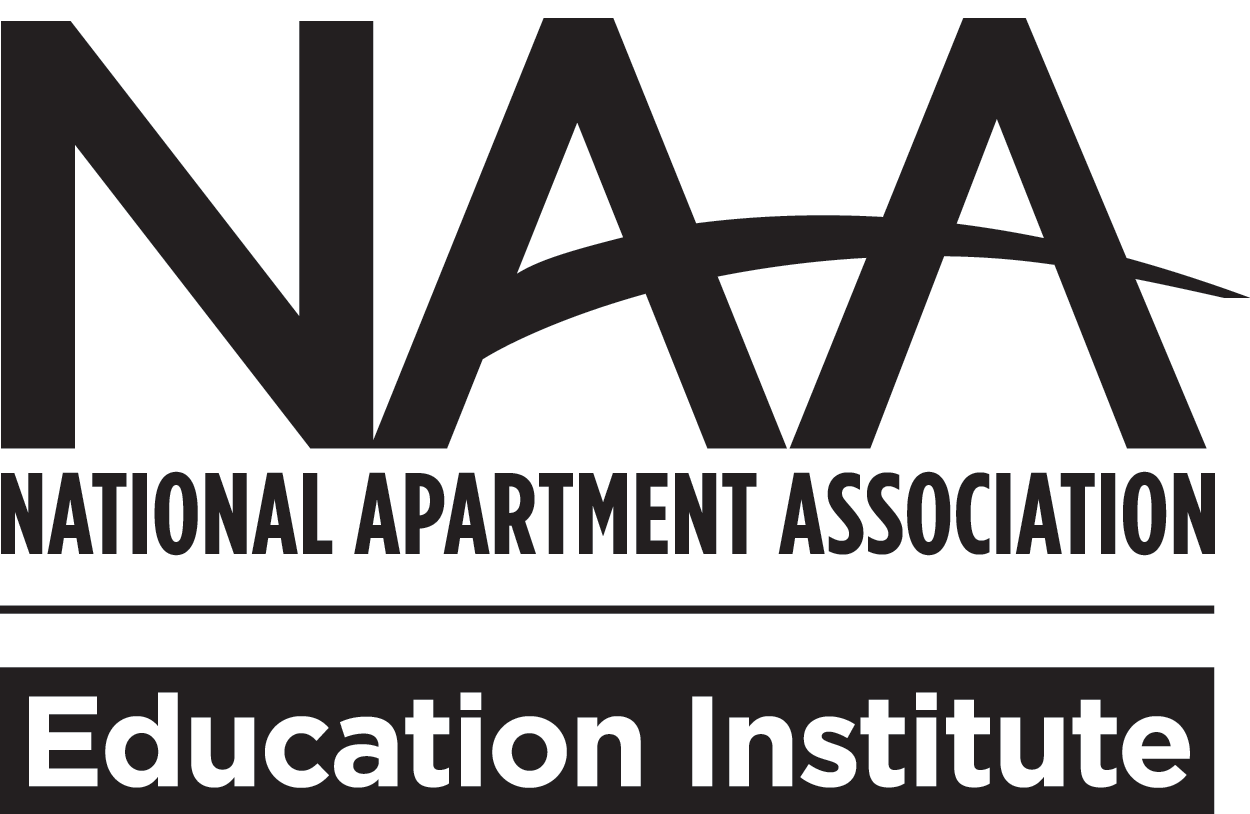 NAA
NATIONAL APARTMENT ASSOCIATION
Education Institute